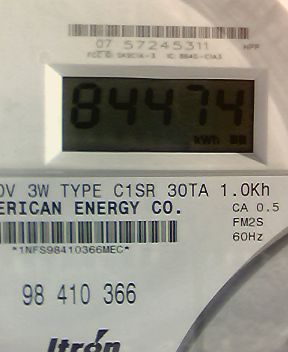 07 57245311
84474
kWh
0V 3W TYPE C1SR 30TA 1.0Kh
ERICAN ENERGY CO. CA 0.5
FM2S
60Hz
*1NFS98410366MEC*
98 410 366
Itron